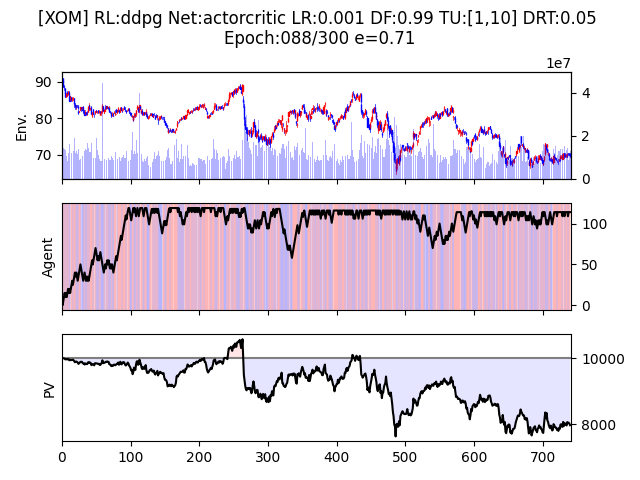 [XOM] RL:ddpg Net:actorcritic LR:0.001 DF:0.99 TU:[1,10] DRT:0.05
Epoch:088/300 e=0.71
1e7
90
80
70
Env.
4
2
0
Agent
100
50
0
PV
10000
8000
0 100 200 300 400 500 600 700